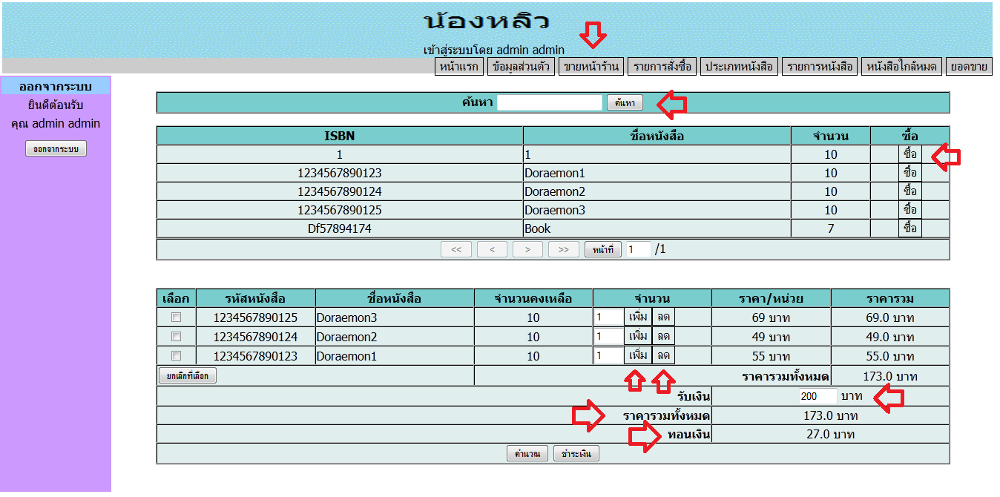 น้องหลิว
เข้าสู่ระบบโดย admin admin
หน้าแรก ข้อมูลส่วนตัว ขายหน้าร้าน รายการสั่งซื้อ ประเภทหนังสือ รายการหนังสือ หนังสือใกล้หมด ยอดขาย
ออกจากระบบ
ยินดีต้อนรับ
คุณ admin admin
ออกจากระบบ
ค้นหา ค้นหา
ISBN ชื่อหนังสือ จำนวน ซื้อ
1 1 10 ซื้อ
1234567890123 Doraemon1 10 ซื้อ
1234567890124 Doraemon2 10 ซื้อ
1234567890125 Doraemon3 10 ซื้อ
Df57894174 Book 7 ซื้อ
<< < > >> หน้าที่ 1 /1
เลือก รหัสหนังสือ ชื่อหนังสือ จำนวนคงเหลือ จำนวน ราคา/หน่วย ราคารวม
1234567890125 Doraemon3 10 1 เพิ่ม ลด 69 บาท 69.0 บาท
1234567890124 Doraemon2 10 1 เพิ่ม ลด 49 บาท 49.0 บาท
1234567890123 Doraemon1 10 1 เพิ่ม ลด 55 บาท 55.0 บาท
ยกเลิกที่เลือก ราคารวมทั้งหมด 173.0 บาท
รับเงิน 200 บาท
ราคารวมทั้งหมด 173.0 บาท
ทอนเงิน 27.0 บาท
คำนวณ ชำระเงิน